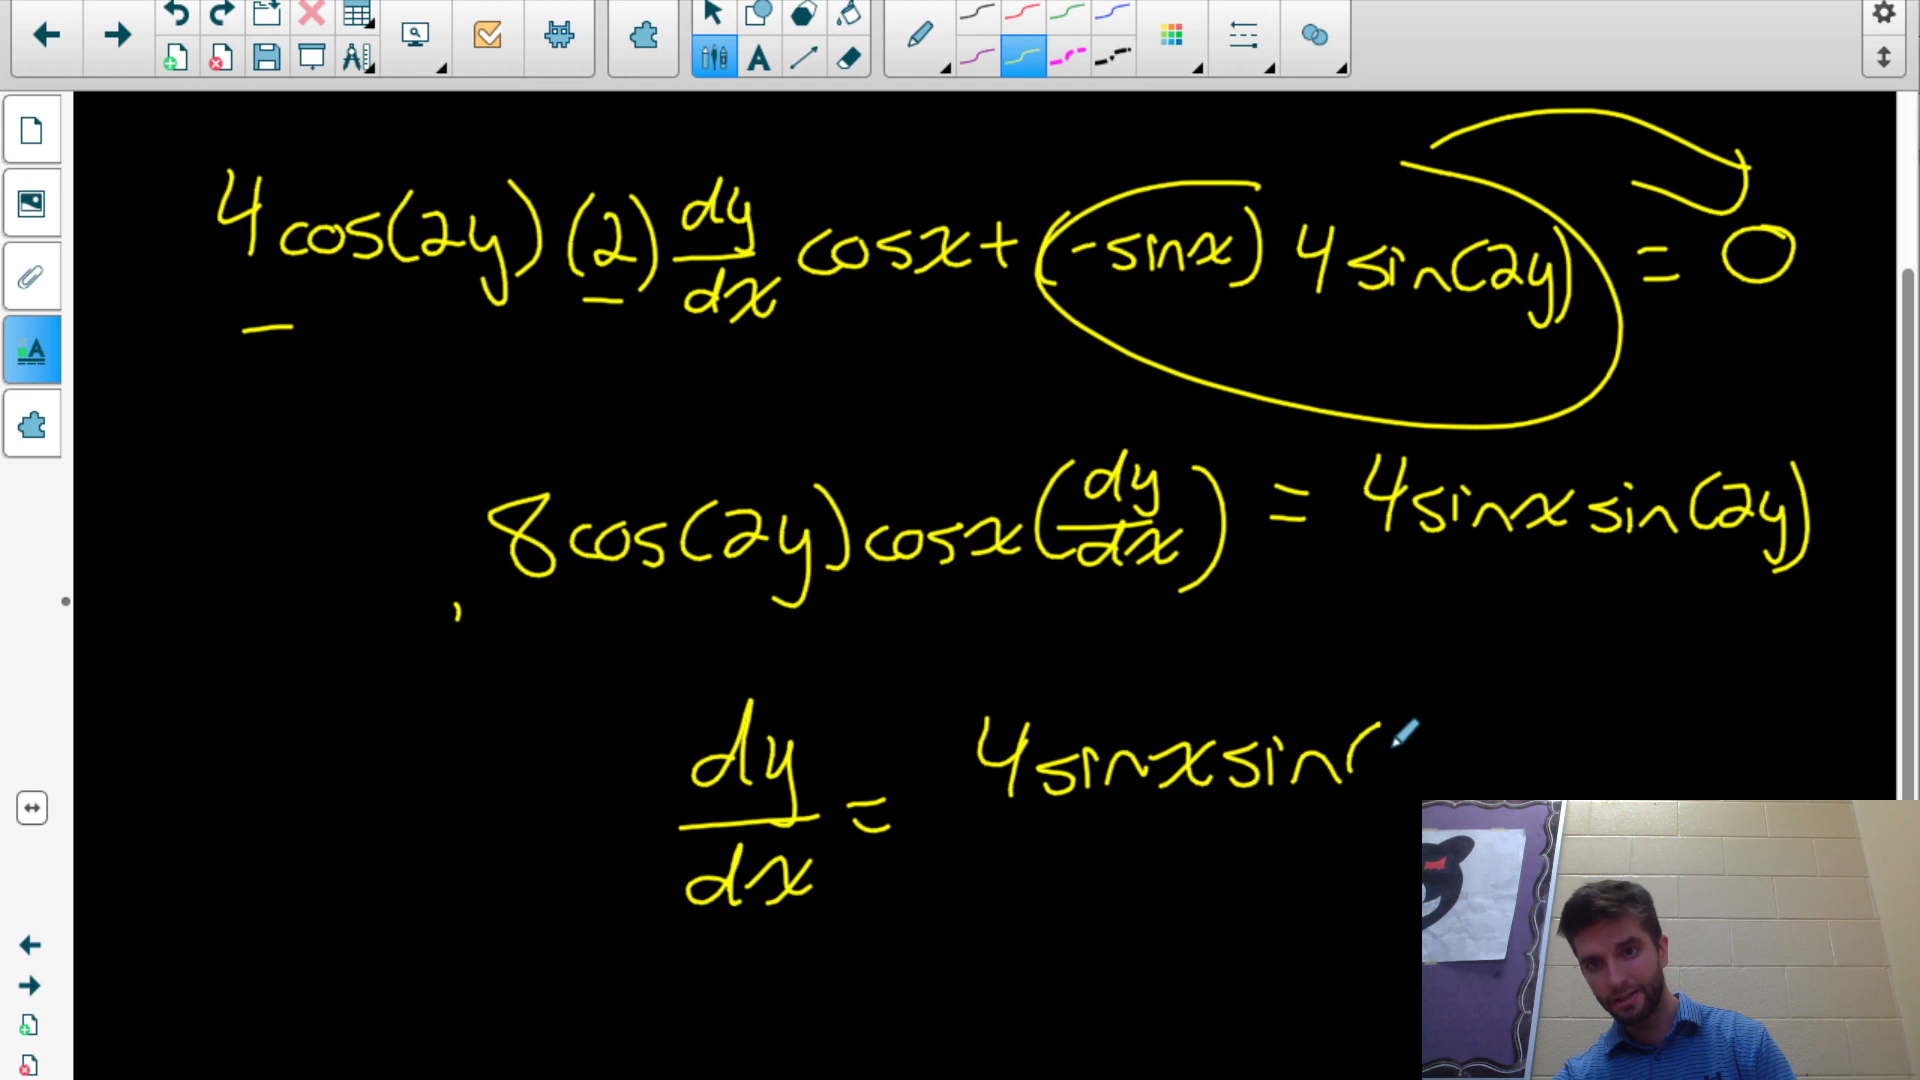 4cos(2y)(2) dy/dx cosx + (-sinx) 4sin(2y) = 0
8cos(2y)cosx(dy/dx) = 4sinx sin(2y)
dy/dx = 4sinxsin(